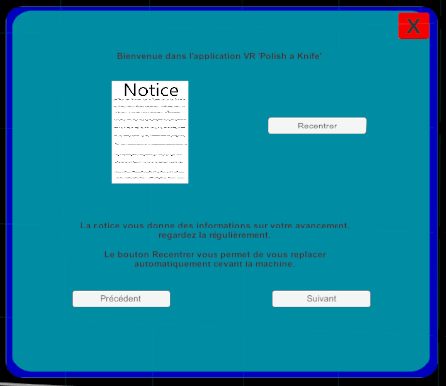 X
Bienvenue dans l'application VR 'Polish a Knife'
Notice
Recentrer
La notice vous donne des informations sur votre avancement,
regardez la régulièrement.
Le bouton Recentrer vous permet de vous replacer
automatiquement devant la machine.
Précédent
Suivant